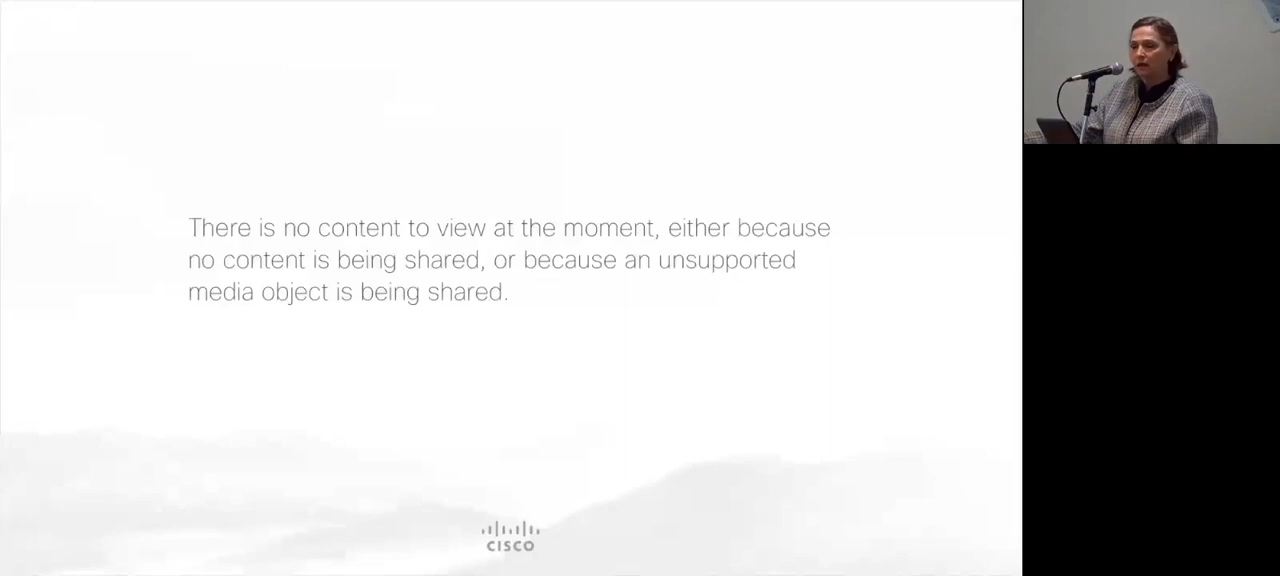 There is no content to view at the moment, either because
no content is being shared, or because an unsupported
media object is being shared.
CISCO